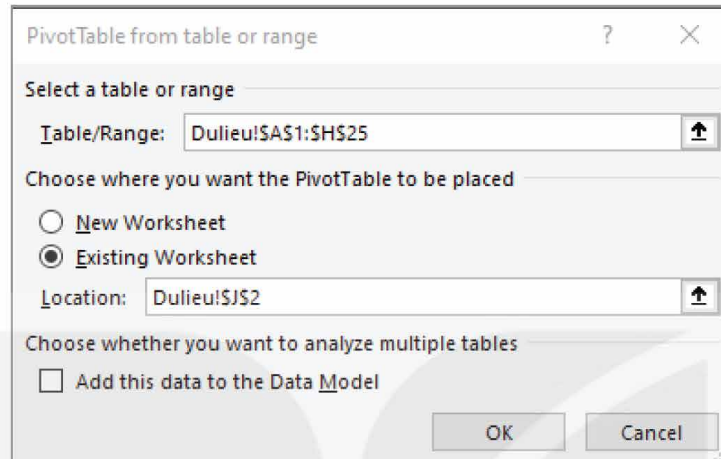 PivotTable from table or range ? ×
Select a table or range
Table/Range: Dulieu!$A$1:$H$25
Choose where you want the PivotTable to be placed
New Worksheet
Existing Worksheet
Location: Dulieu!$J$2
Choose whether you want to analyze multiple tables
Add this data to the Data Model
OK Cancel